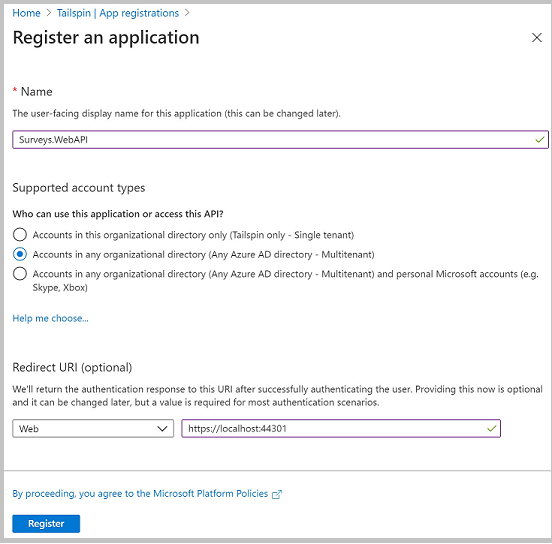 Home > Tailspin | App registrations >
Register an application
* Name
The user-facing display name for this application (this can be changed later).
Surveys.WebAPI
Supported account types
Who can use this application or access this API?
Accounts in this organizational directory only (Tailspin only - Single tenant)
Accounts in any organizational directory (Any Azure AD directory - Multitenant)
Accounts in any organizational directory (Any Azure AD directory - Multitenant) and personal Microsoft accounts (e.g.
Skype, Xbox)
Help me choose...
Redirect URI (optional)
We'll return the authentication response to this URI after successfully authenticating the user. Providing this now is optional
and it can be changed later, but a value is required for most authentication scenarios.
Web https://localhost:44301
By proceeding, you agree to the Microsoft Platform Policies
Register